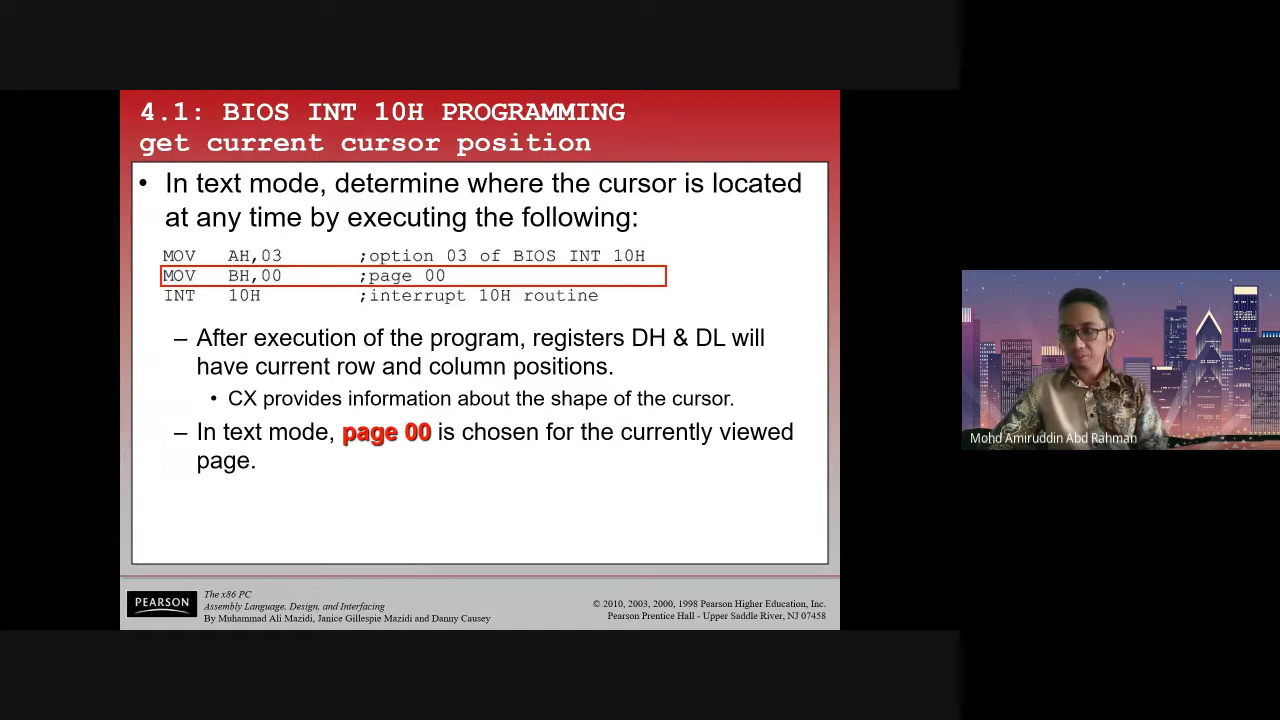 4.1: BIOS INT 10H PROGRAMMING
get current cursor position
• In text mode, determine where the cursor is located
at any time by executing the following:
MOV AH,03 ;option 03 of BIOS INT 10H
MOV BH,00 ;page 00
INT 10H ;interrupt 10H routine
– After execution of the program, registers DH & DL will
have current row and column positions.
• CX provides information about the shape of the cursor.
– In text mode, page 00 is chosen for the currently viewed
page.
PEARSON
The x86 PC
Assembly Language, Design, and Interfacing
By Muhammad Ali Mazidi, Janice Gillespie Mazidi and Danny Causey
© 2010, 2003, 2000, 1998 Pearson Higher Education, Inc.
Pearson Prentice Hall - Upper Saddle River, NJ 07458
Mohd Amiruddin Abd Rahman